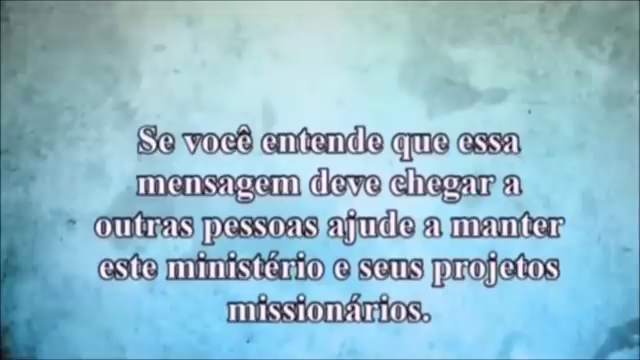 Se você entende que essa
mensagem deve chegar a
outras pessoas ajude a manter
este ministério e seus projetos
missionários.